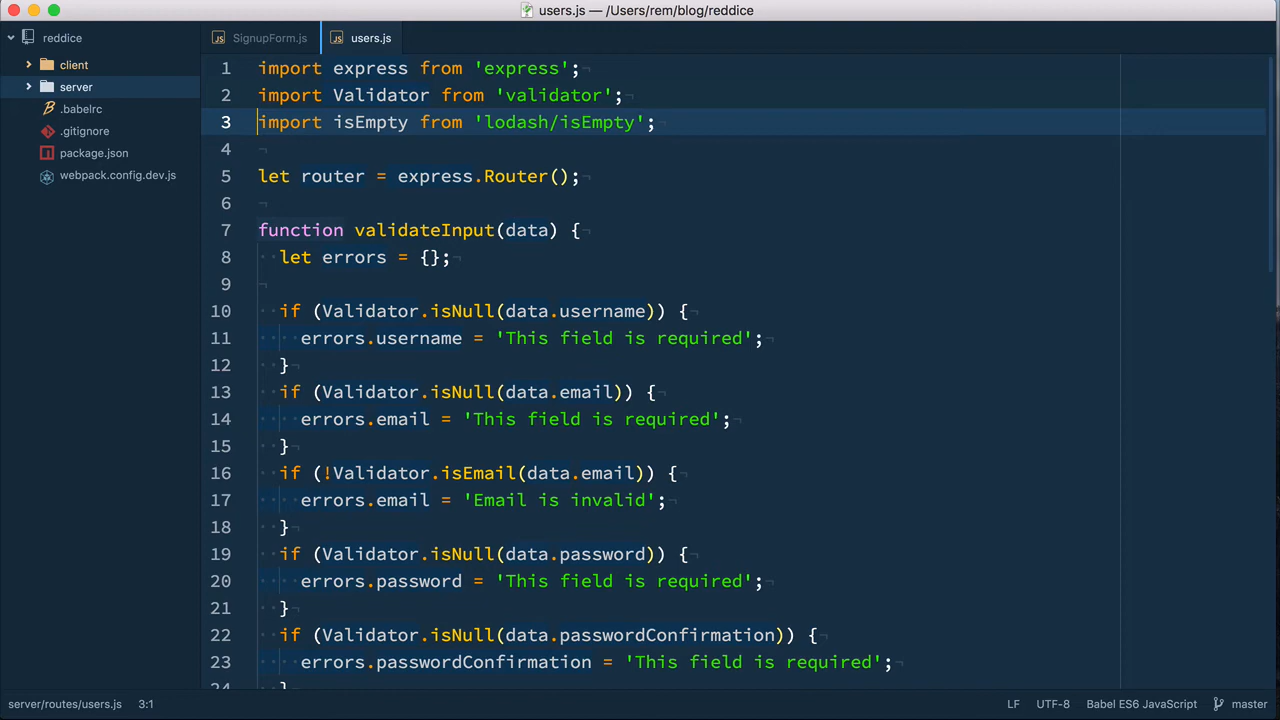 users.js — /Users/rem/blog/reddice
reddice
client
server
.babelrc
.gitignore
package.json
webpack.config.dev.js
SignupForm.js
users.js
1 import express from 'express';¬
2 import Validator from 'validator';¬
3 import isEmpty from 'lodash/isEmpty';¬
4 ¬
5 let router = express.Router();¬
6 ¬
7 function validateInput(data) {¬
8 ··let errors = {};¬
9 ¬
10 ··if (Validator.isNull(data.username)) {¬
11 ····errors.username = 'This field is required';¬
12 ··}¬
13 ··if (Validator.isNull(data.email)) {¬
14 ····errors.email = 'This field is required';¬
15 ··}¬
16 ··if (!Validator.isEmail(data.email)) {¬
17 ····errors.email = 'Email is invalid';¬
18 ··}¬
19 ··if (Validator.isNull(data.password)) {¬
20 ····errors.password = 'This field is required';¬
21 ··}¬
22 ··if (Validator.isNull(data.passwordConfirmation)) {¬
23 ····errors.passwordConfirmation = 'This field is required';¬
24 ··}¬
server/routes/users.js 3:1 LF UTF-8 Babel ES6 JavaScript master